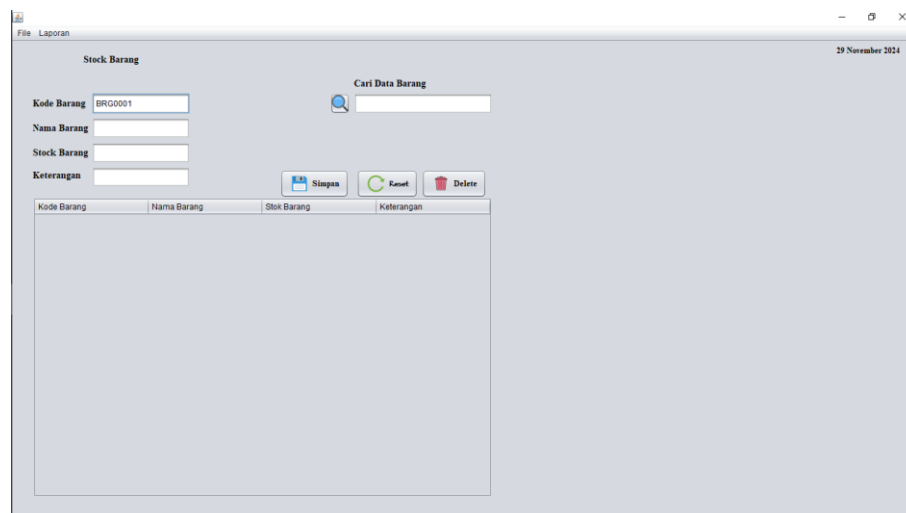 File Laporan
29 November 2024
Stock Barang
Cari Data Barang
Kode Barang BRG0001
Nama Barang
Stock Barang
Keterangan
Simpan Reset Delete
Kode Barang Nama Barang Stok Barang Keterangan